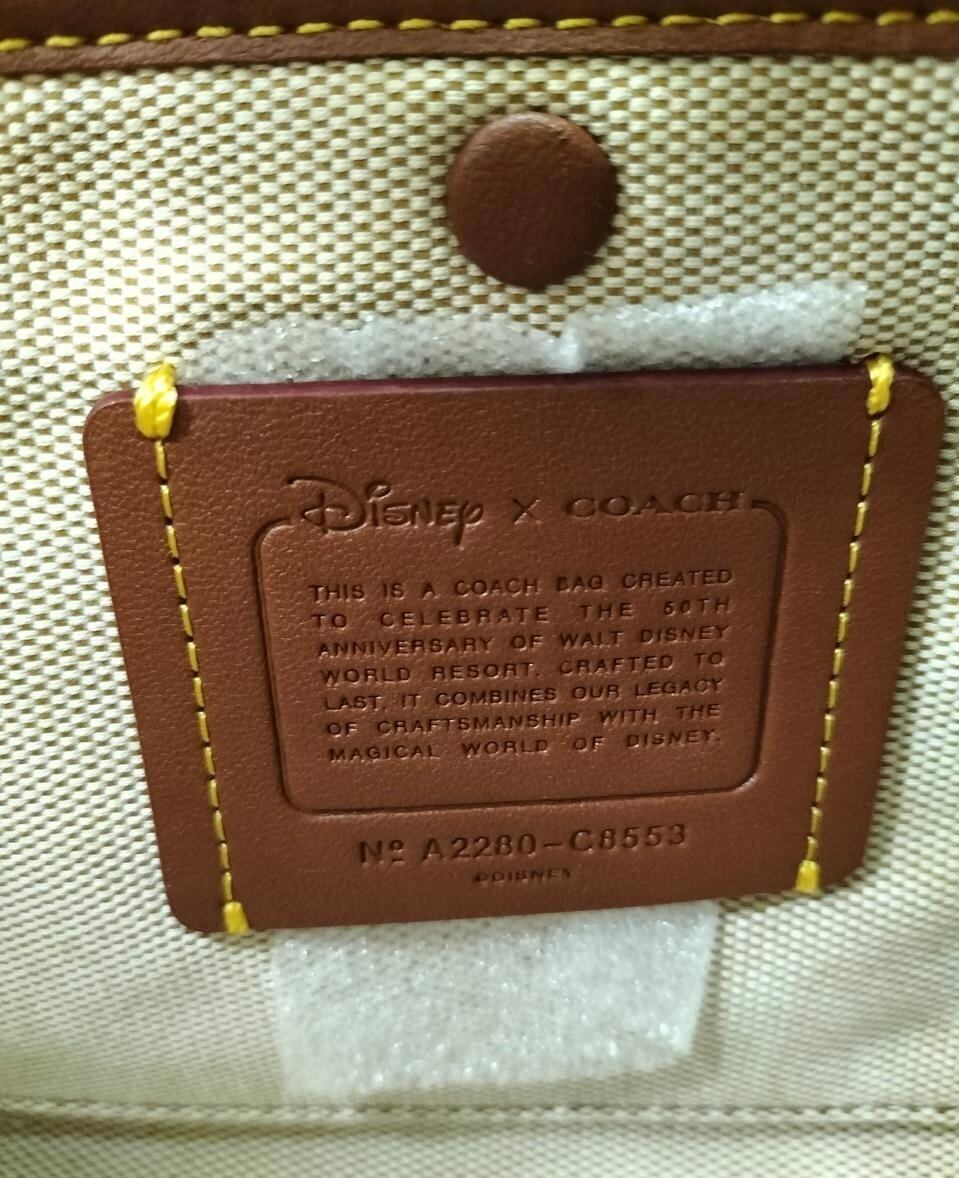 Disney X COACH
THIS IS A COACH BAG CREATED
TO CELEBRATE THE 50TH
ANNIVERSARY OF WALT DISNEY
WORLD RESORT. CRAFTED TO
LAST, IT COMBINES OUR LEGACY
OF CRAFTSMANSHIP WITH THE
MAGICAL WORLD OF DISNEY.
Nº A2280-C8553
©DISNEY